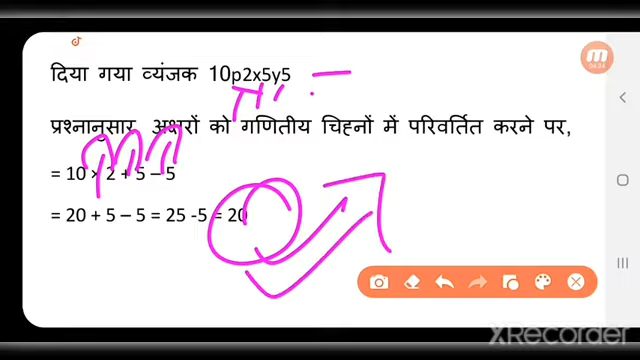 दिया गया व्यंजक 10p2x5y5
प्रश्नानुसार अक्षरों को गणितीय चिह्नों में परिवर्तित करने पर,
= 10 × 2 + 5 – 5
= 20 + 5 – 5 = 25 -5 = 20
XRecorder